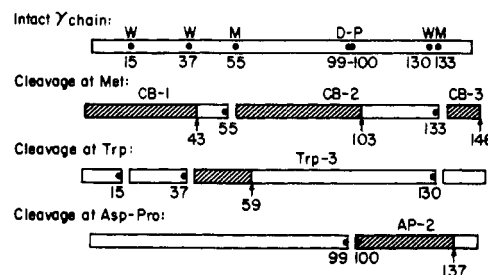 Intact γ chain:
W W M D-P WM
15 37 55 99-100 130 133
Cleavage at Met:
CB-1 CB-2 CB-3
43 55 103 133 146
Cleavage at Trp:
Trp-3
15 37 59 130
Cleavage at Asp-Pro:
AP-2
99 100 137